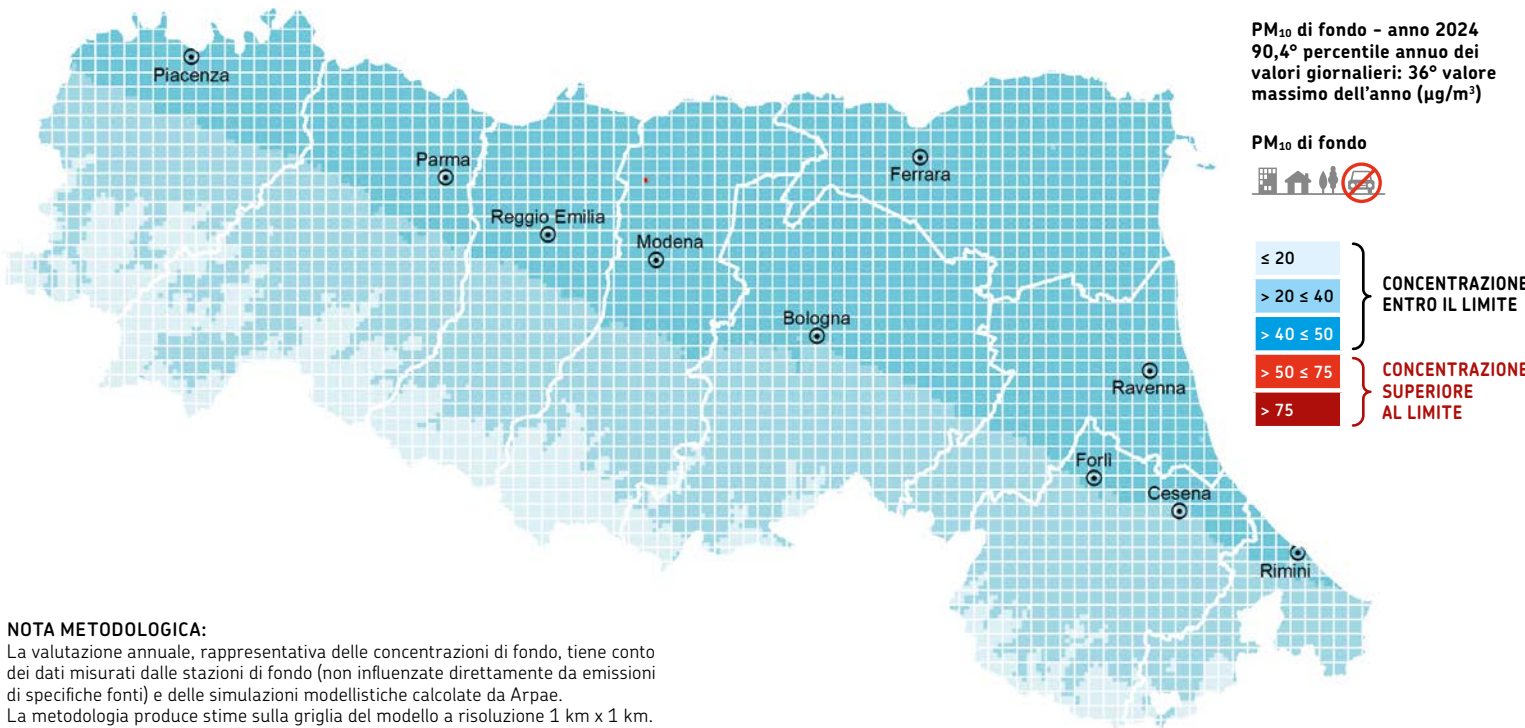 PM₁₀ di fondo - anno 2024
90,4° percentile annuo dei
valori giornalieri: 36° valore
massimo dell'anno (µg/m³)
PM₁₀ di fondo
≤ 20
> 20 ≤ 40
> 40 ≤ 50
CONCENTRAZIONE
ENTRO IL LIMITE
> 50 ≤ 75
> 75
CONCENTRAZIONE
SUPERIORE
AL LIMITE
Piacenza
Parma
Reggio Emilia
Modena
Ferrara
Bologna
Ravenna
Forlì
Cesena
Rimini
NOTA METODOLOGICA:
La valutazione annuale, rappresentativa delle concentrazioni di fondo, tiene conto
dei dati misurati dalle stazioni di fondo (non influenzate direttamente da emissioni
di specifiche fonti) e delle simulazioni modellistiche calcolate da Arpae.
La metodologia produce stime sulla griglia del modello a risoluzione 1 km x 1 km.